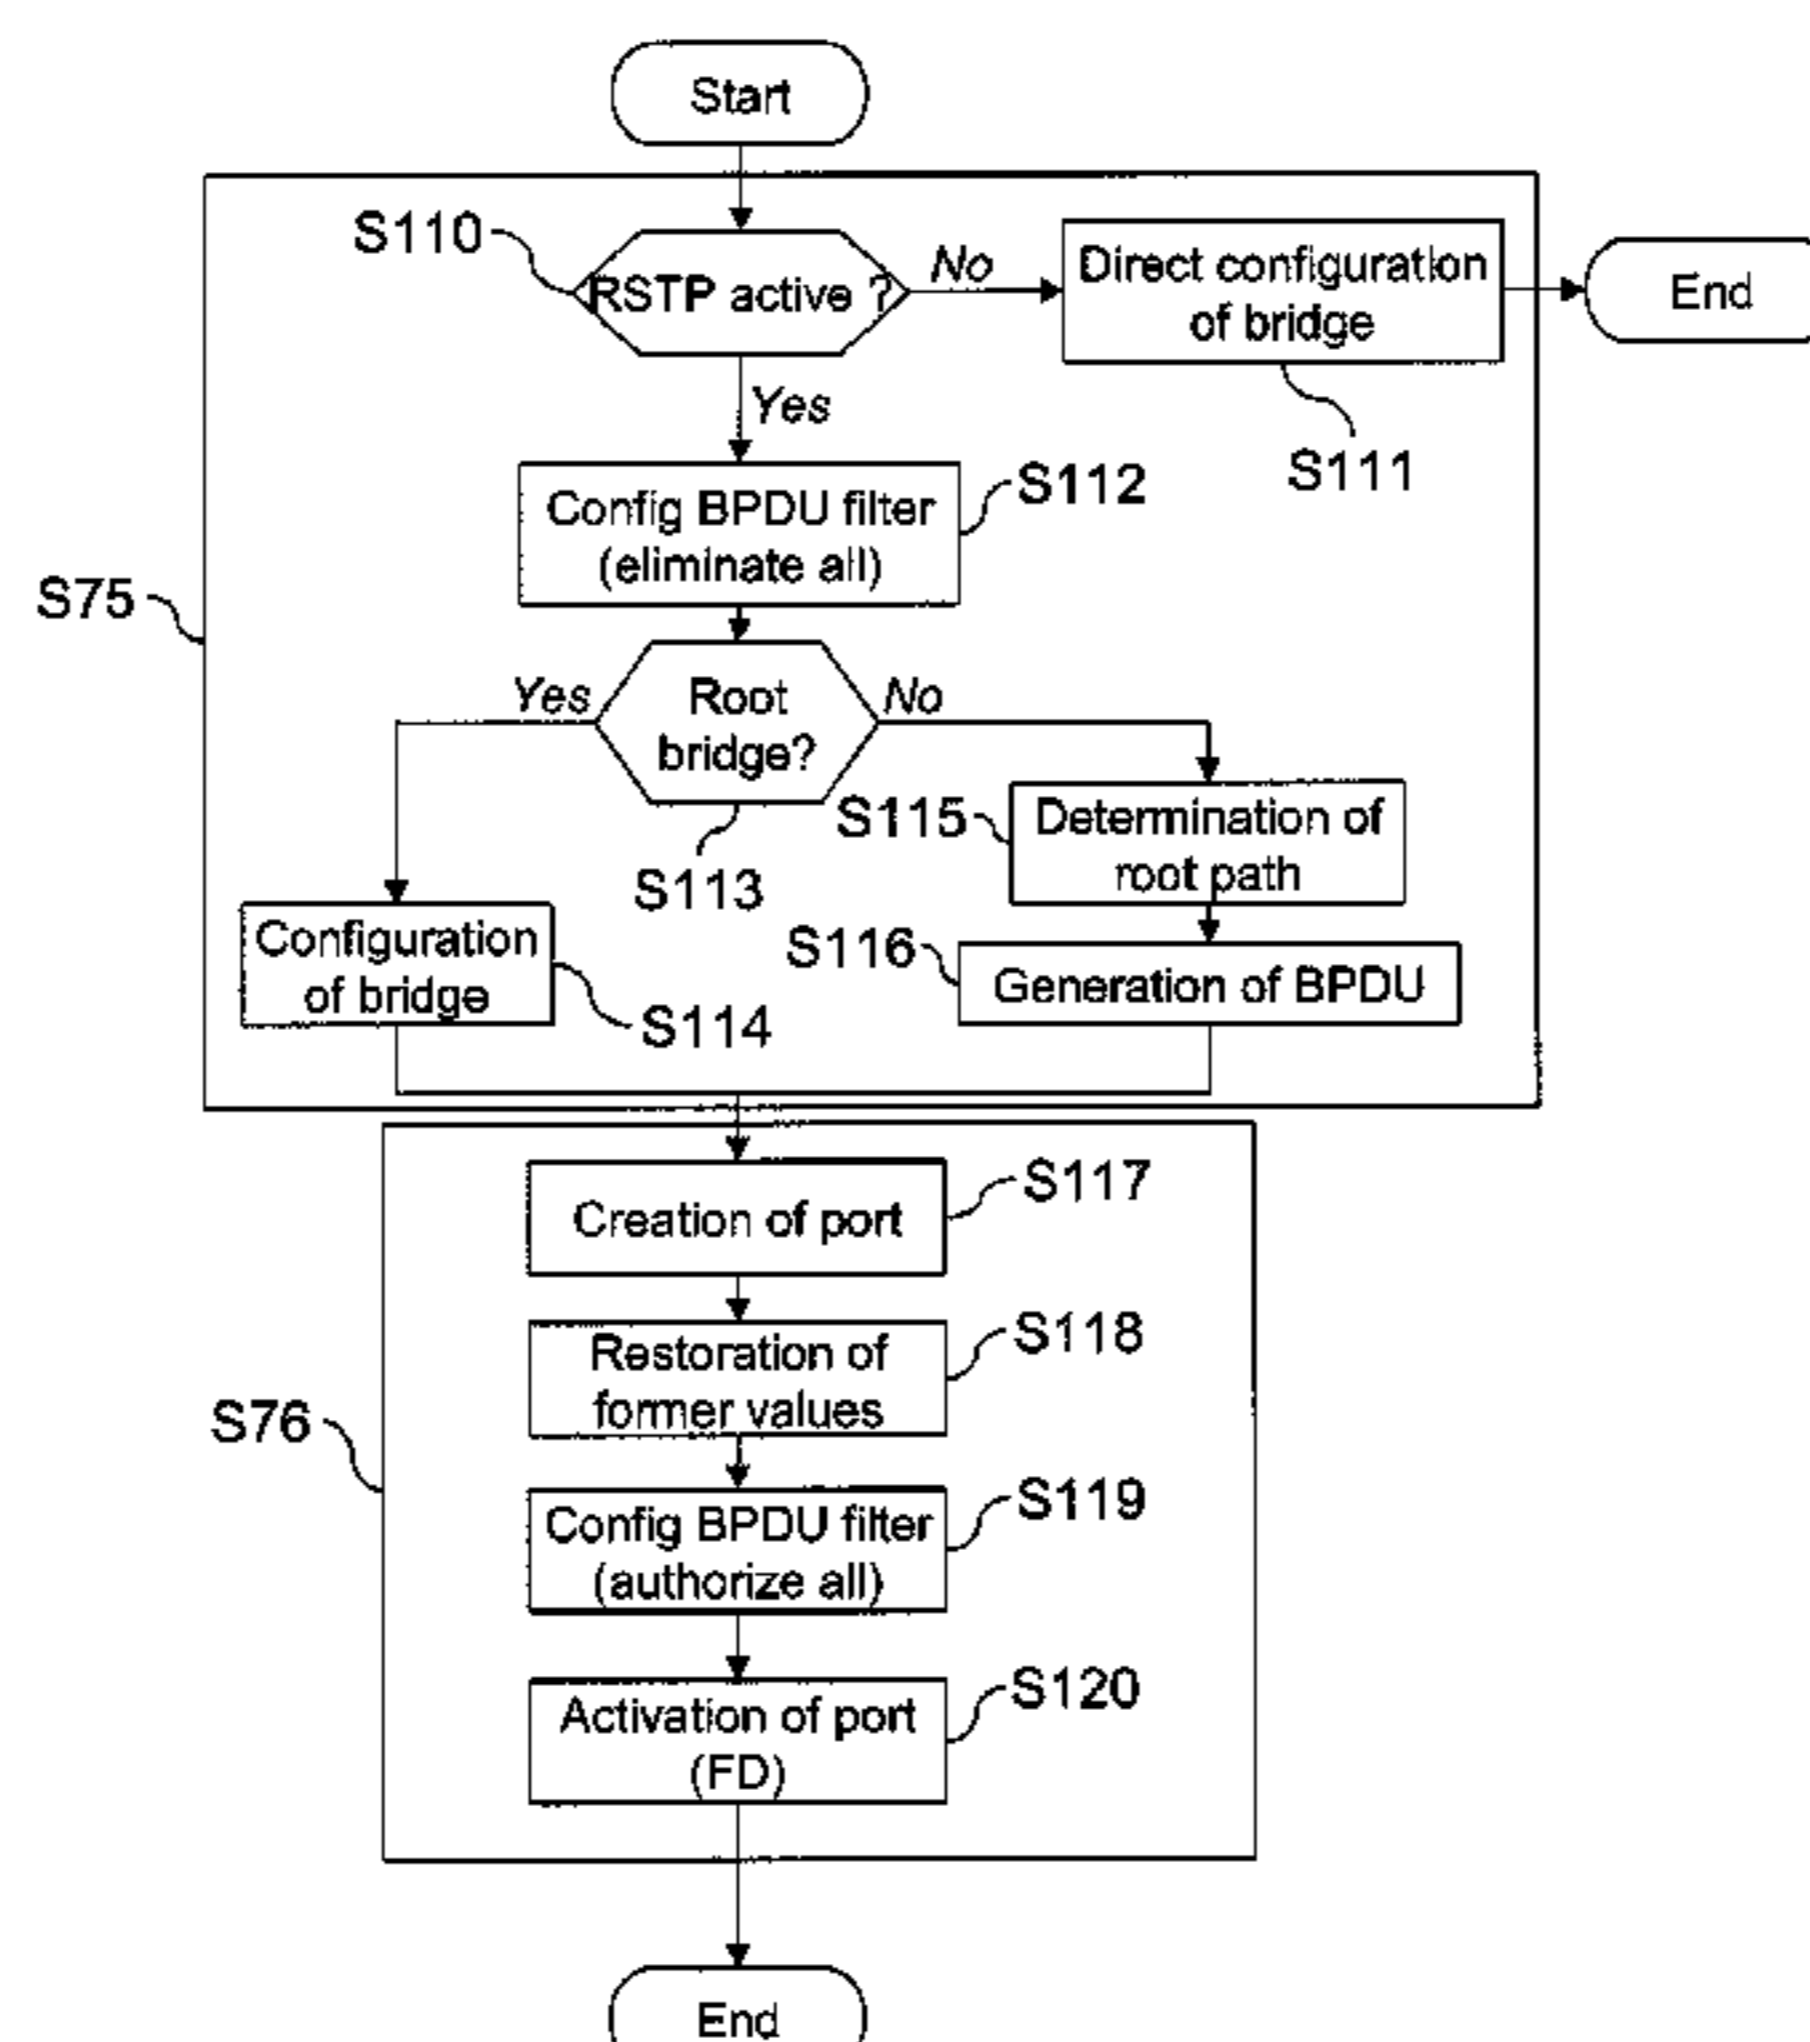 Start
S110
RSTP active ?
No
Direct configuration
of bridge
End
Yes
S111
Config BPDU filter
(eliminate all)
S112
S75
Yes
Root
bridge?
No
S113
S115
Determination of
root path
Configuration
of bridge
S114
S116
Generation of BPDU
Creation of port
S117
Restoration of
former values
S118
S76
Config BPDU filter
(authorize all)
S119
Activation of port
(FD)
S120
End